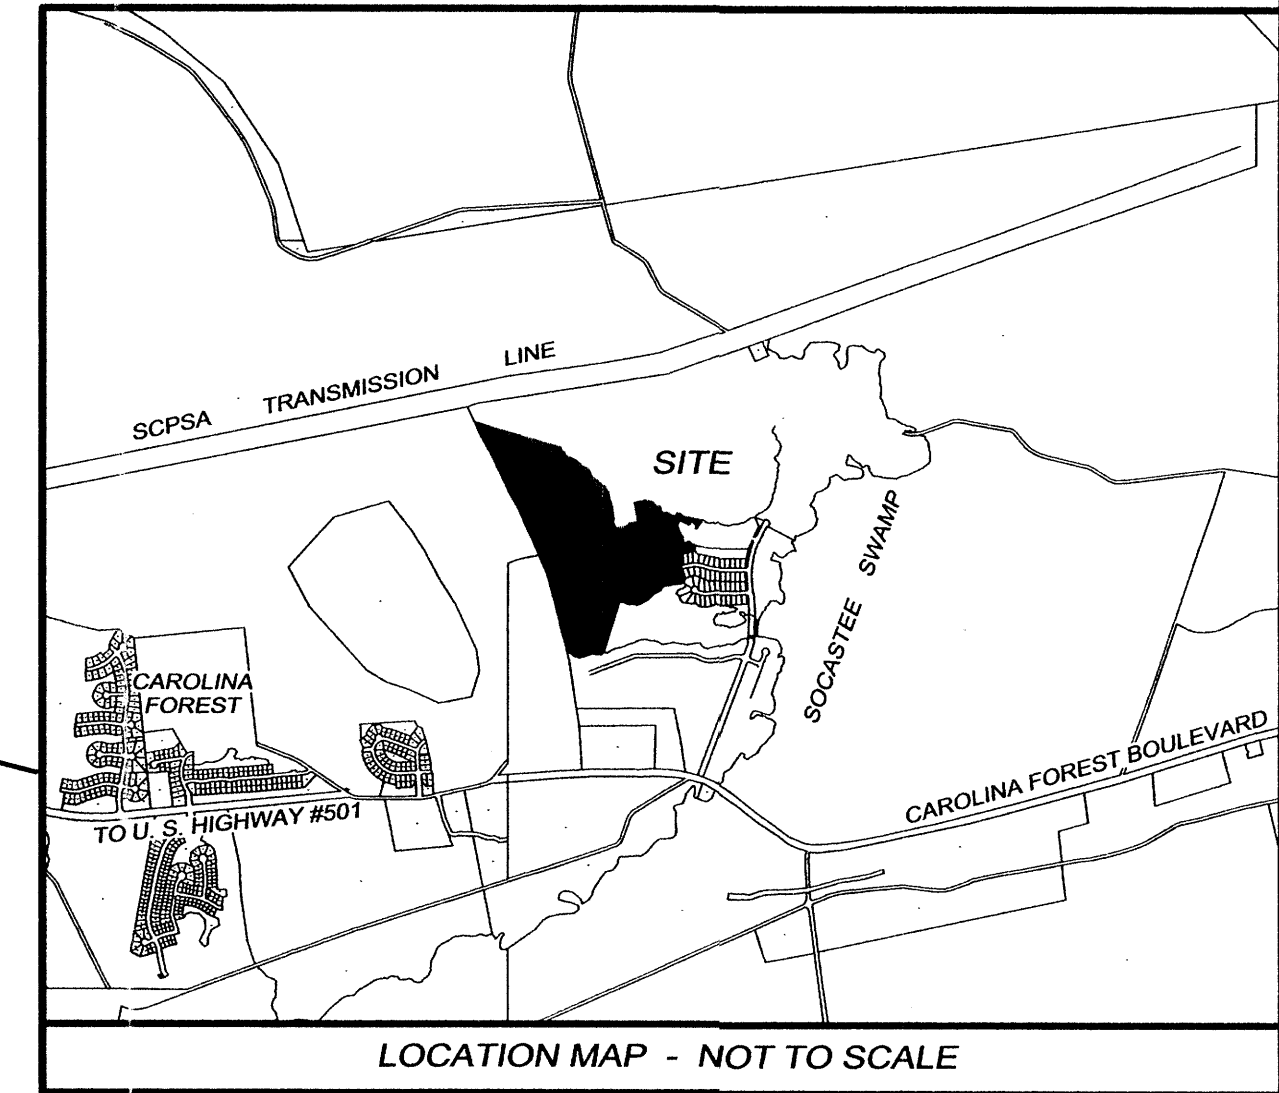 SCPSA TRANSMISSION LINE
SITE
SOCASTEE SWAMP
CAROLINA
FOREST
CAROLINA FOREST BOULEVARD
TO U. S. HIGHWAY #501
LOCATION MAP - NOT TO SCALE